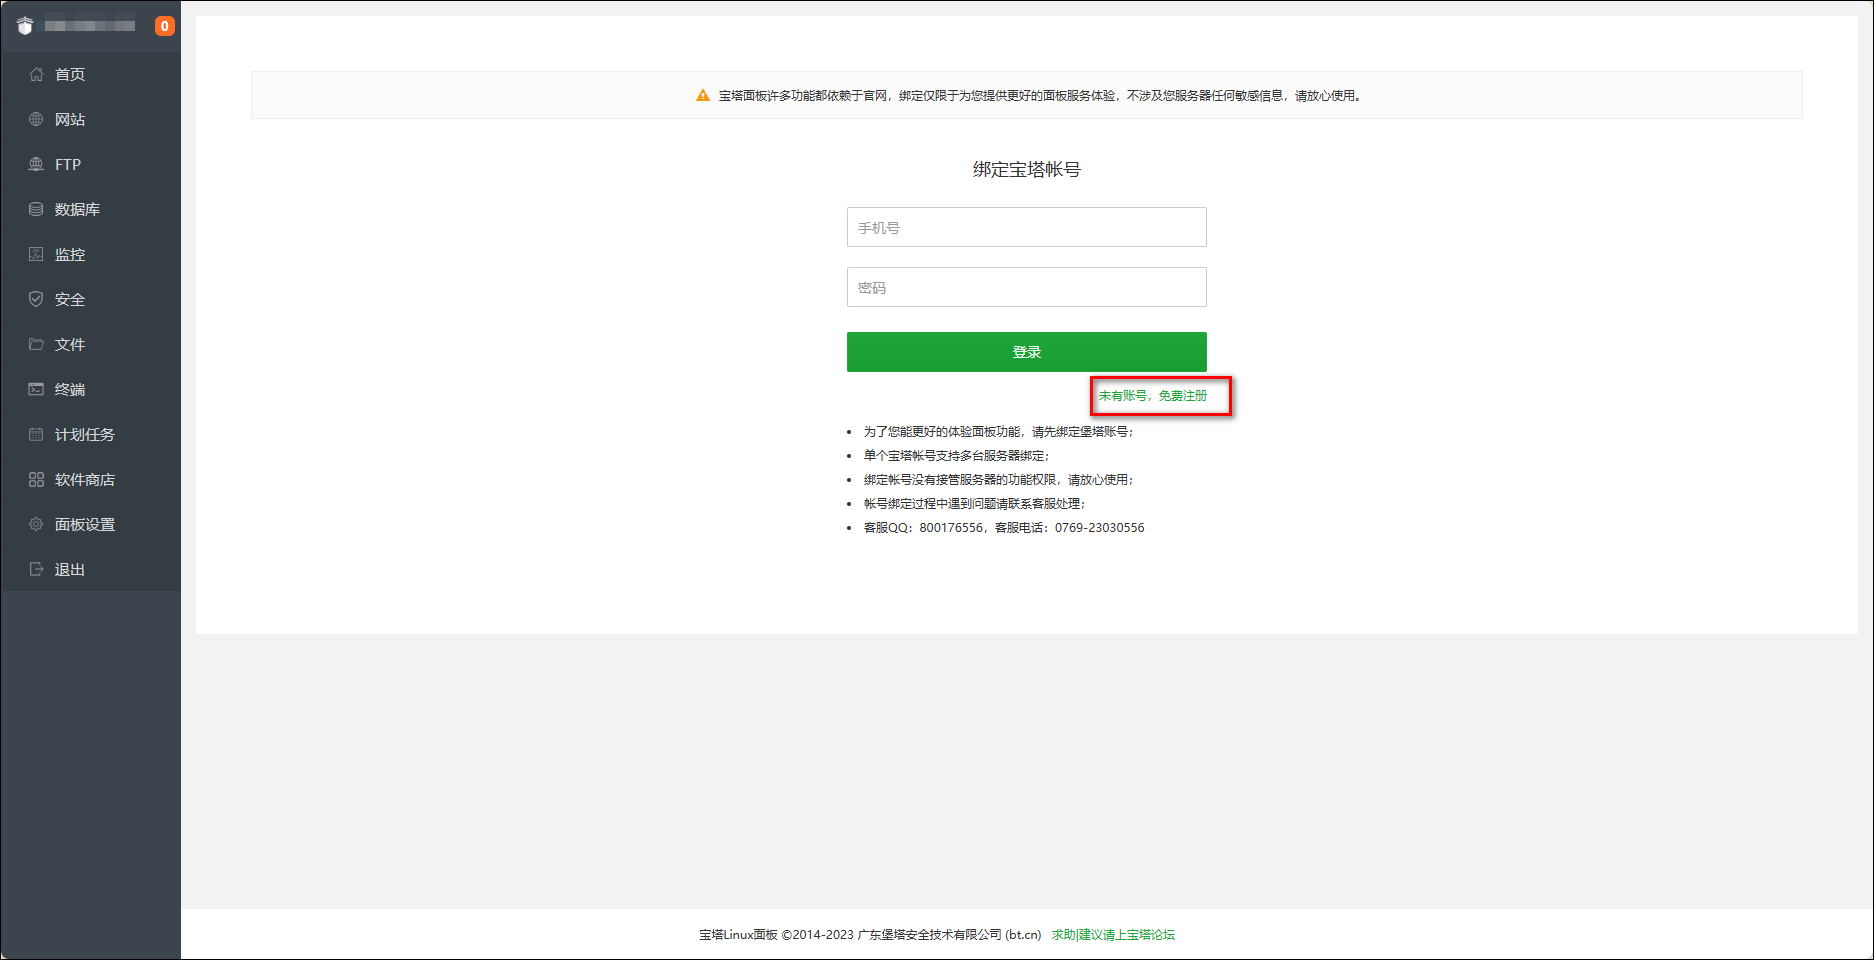 0
首页
网站
FTP
数据库
监控
安全
文件
终端
计划任务
软件商店
面板设置
退出
宝塔面板许多功能都依赖于官网，绑定仅限于为您提供更好的面板服务体验，不涉及您服务器任何敏感信息，请放心使用。
绑定宝塔帐号
手机号
密码
登录
未有账号，免费注册
• 为了您能更好的体验面板功能，请先绑定堡塔账号；
• 单个宝塔帐号支持多台服务器绑定；
• 绑定帐号没有接管服务器的功能权限，请放心使用；
• 帐号绑定过程中遇到问题请联系客服处理；
• 客服QQ：800176556，客服电话：0769-23030556
宝塔Linux面板 ©2014-2023 广东堡塔安全技术有限公司 (bt.cn) 求助|建议请上宝塔论坛